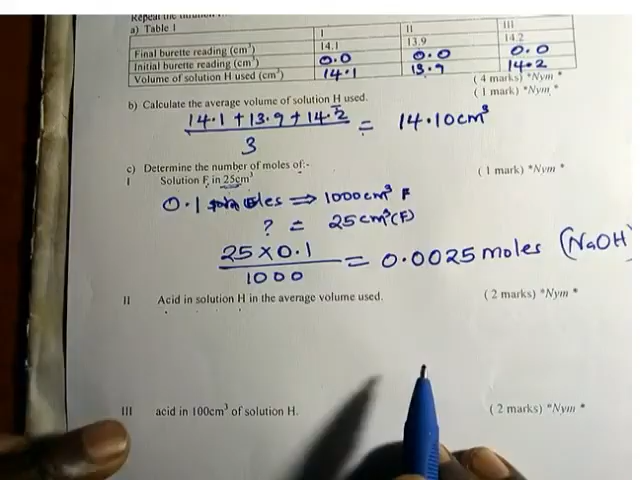 Repeat the titration
a) Table 1
I II III
Final burette reading (cm³) 14.1 13.9 14.2
Initial burette reading (cm³) 0.0 0.0 0.0
Volume of solution H used (cm³) 14.1 13.9 14.2
( 4 marks) *Nym *
b) Calculate the average volume of solution H used. ( 1 mark) *Nym *
14.1 + 13.9 + 14.2 = 14.10cm³
3
c) Determine the number of moles of:-
I Solution F in 25cm³ ( 1 mark) *Nym *
0.1 moles ⇒ 1000cm³ F
? = 25cm³(F)
25 × 0.1 = 0.0025 moles (NaOH)
1000
II Acid in solution H in the average volume used. ( 2 marks) *Nym *
III acid in 100cm³ of solution H. ( 2 marks) *Nym *